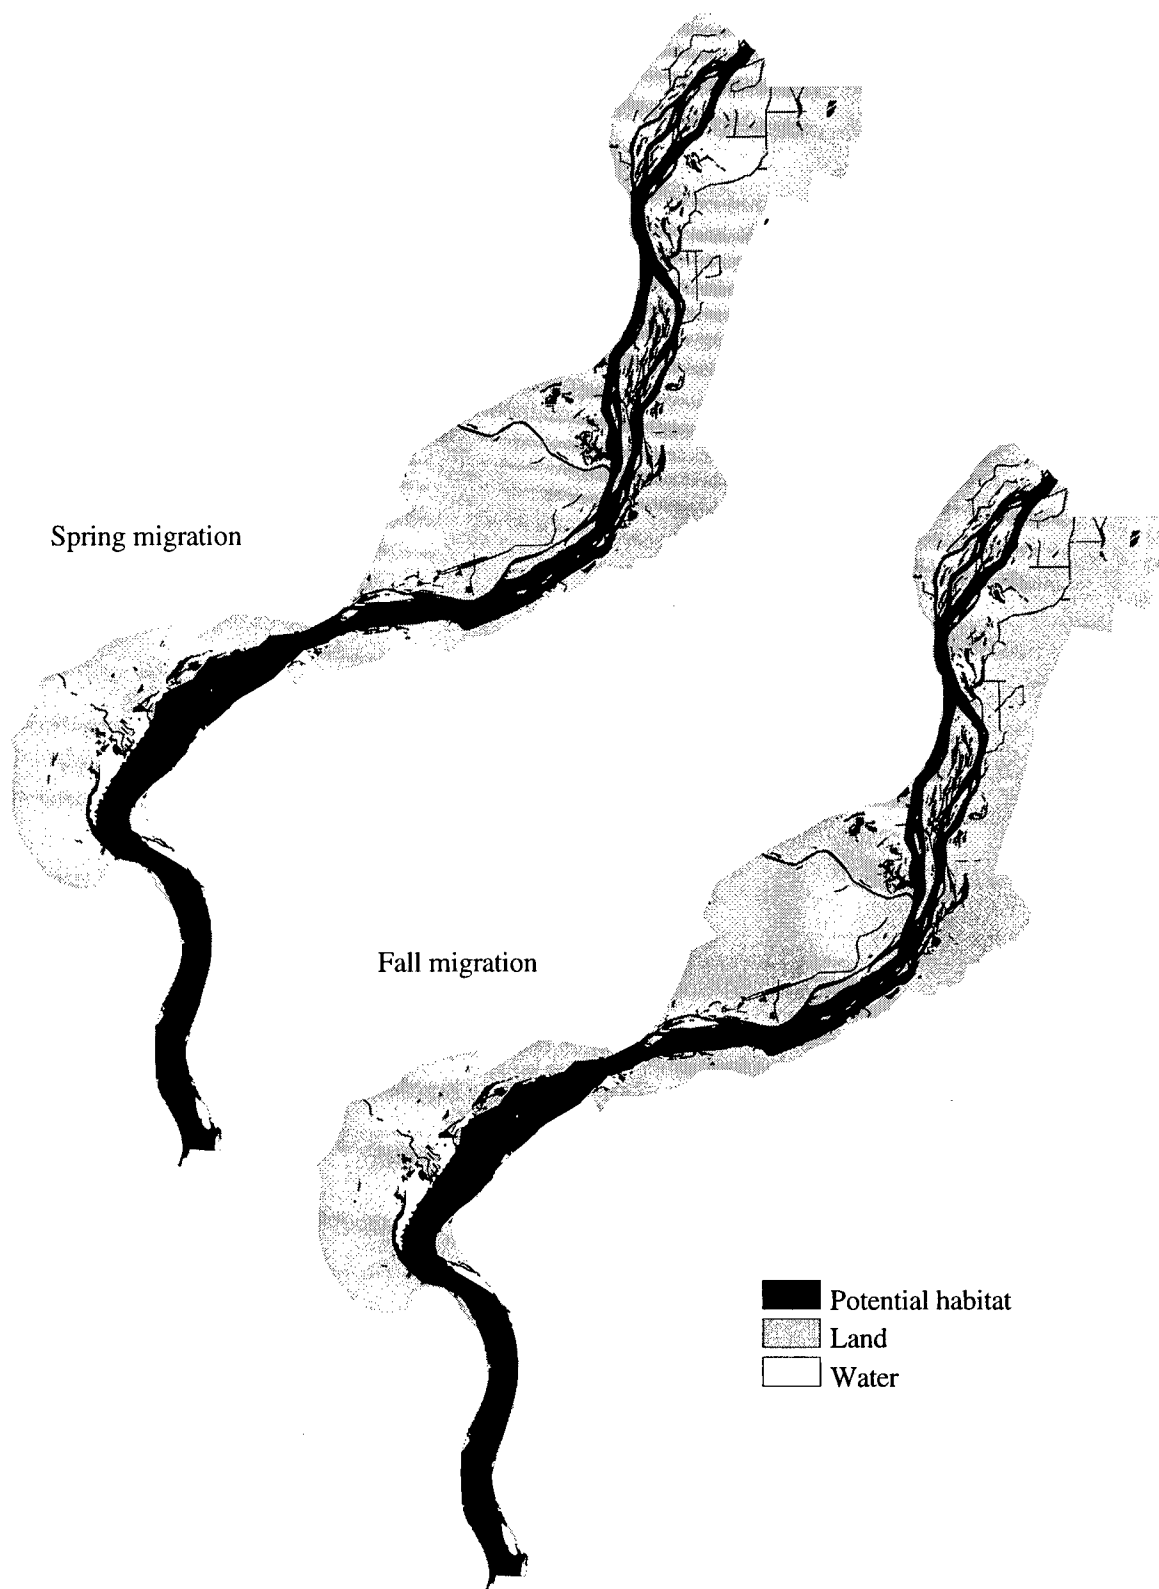 Spring migration
Fall migration
Potential habitat
Land
Water